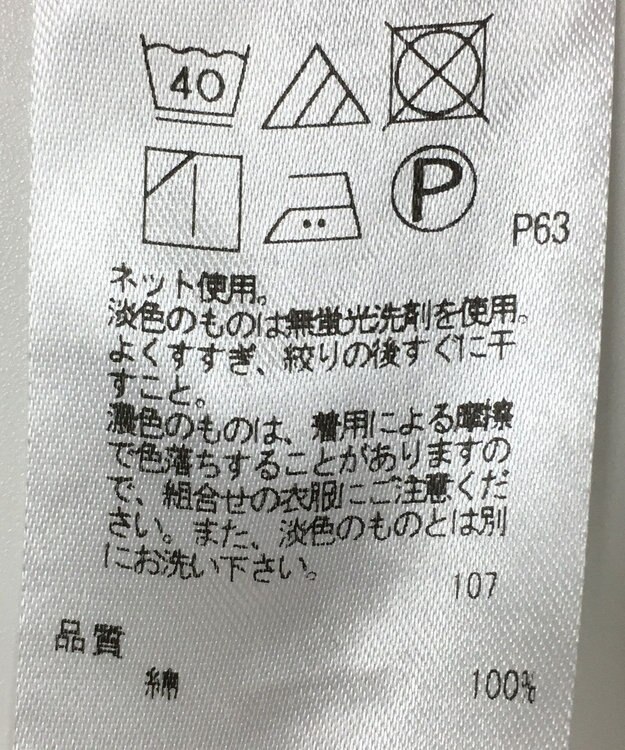 40
P
P63
ネット使用。
淡色のものは無蛍光洗剤を使用。
よくすすぎ、絞りの後すぐに干
すこと。
濃色のものは、着用による摩擦
で色落ちすることがありますの
で、組合せの衣服にご注意くだ
さい。また、淡色のものとは別
にお洗い下さい。
107
品質
綿 100%